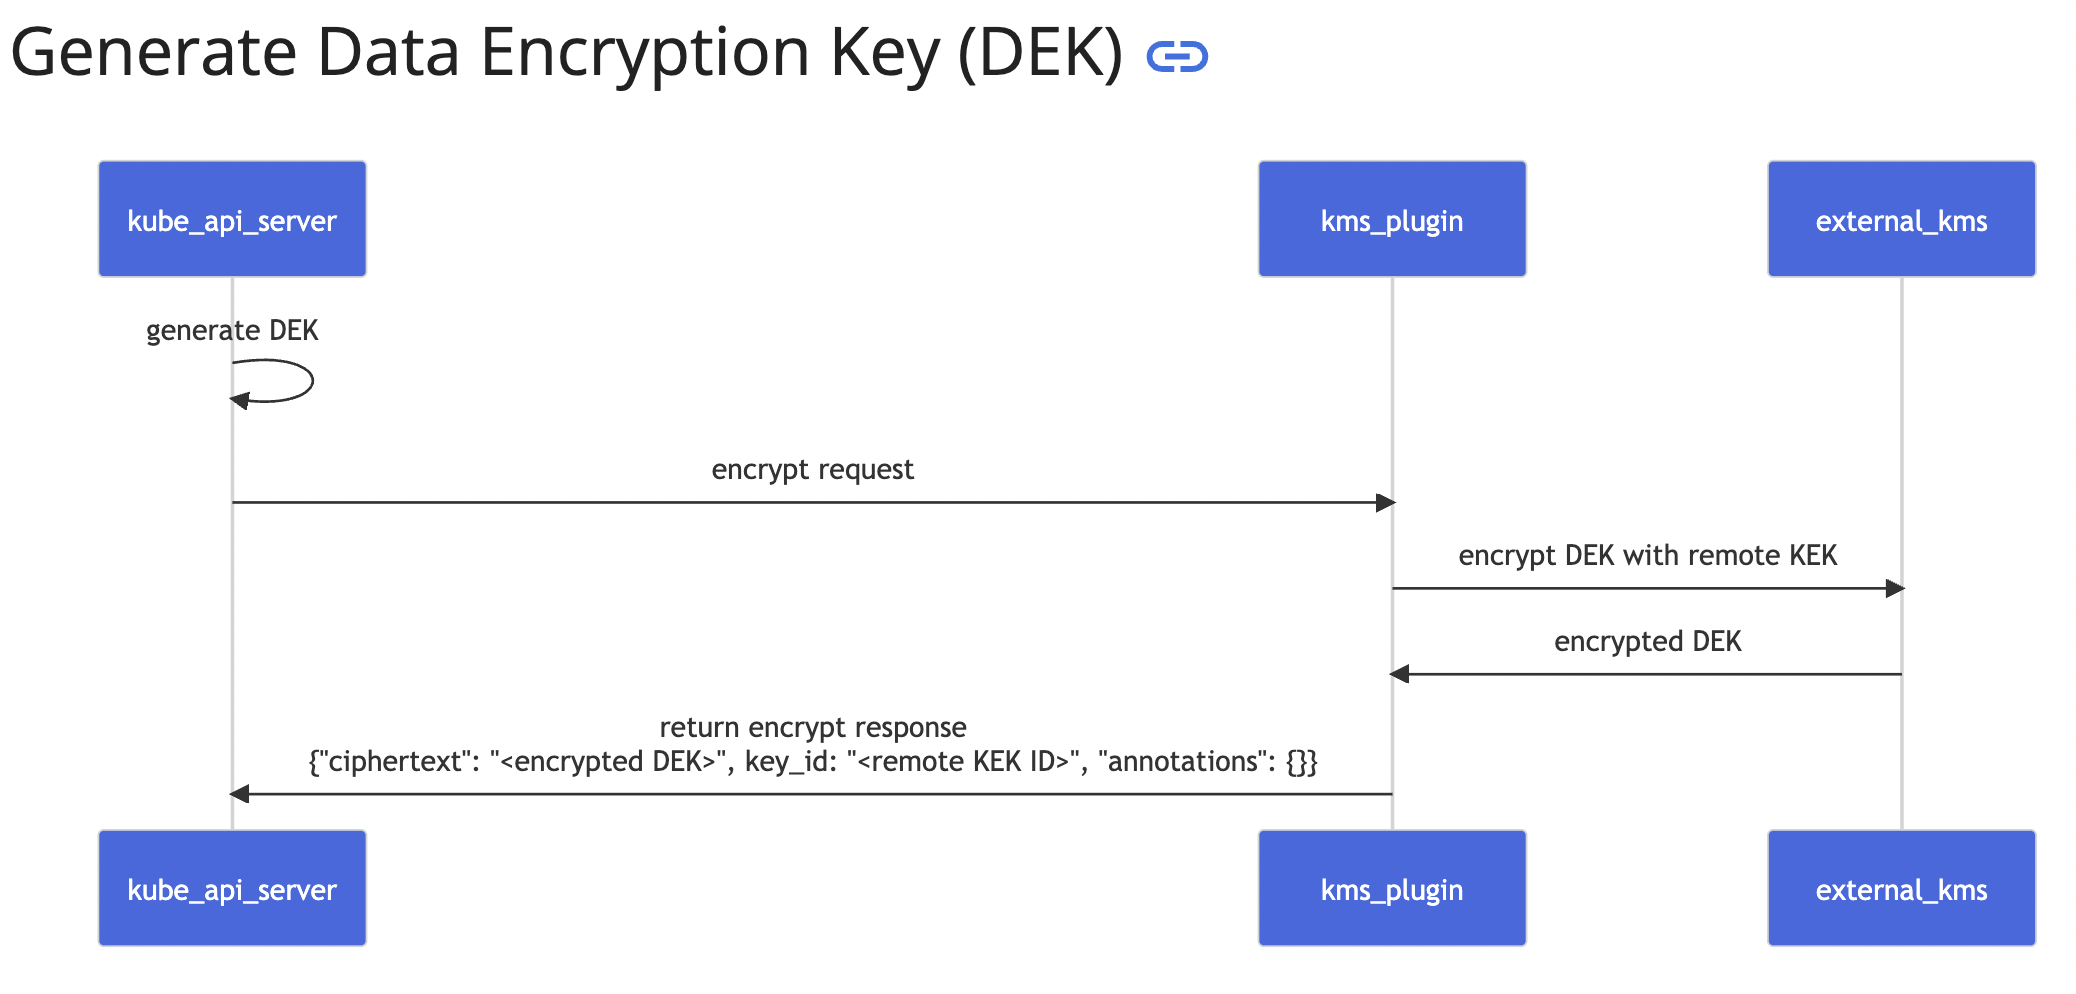 Generate Data Encryption Key (DEK)
kube_api_server
kms_plugin
external_kms
generate DEK
encrypt request
encrypt DEK with remote KEK
encrypted DEK
return encrypt response
{"ciphertext": "<encrypted DEK>", key_id: "<remote KEK ID>", "annotations": {}}
kube_api_server
kms_plugin
external_kms